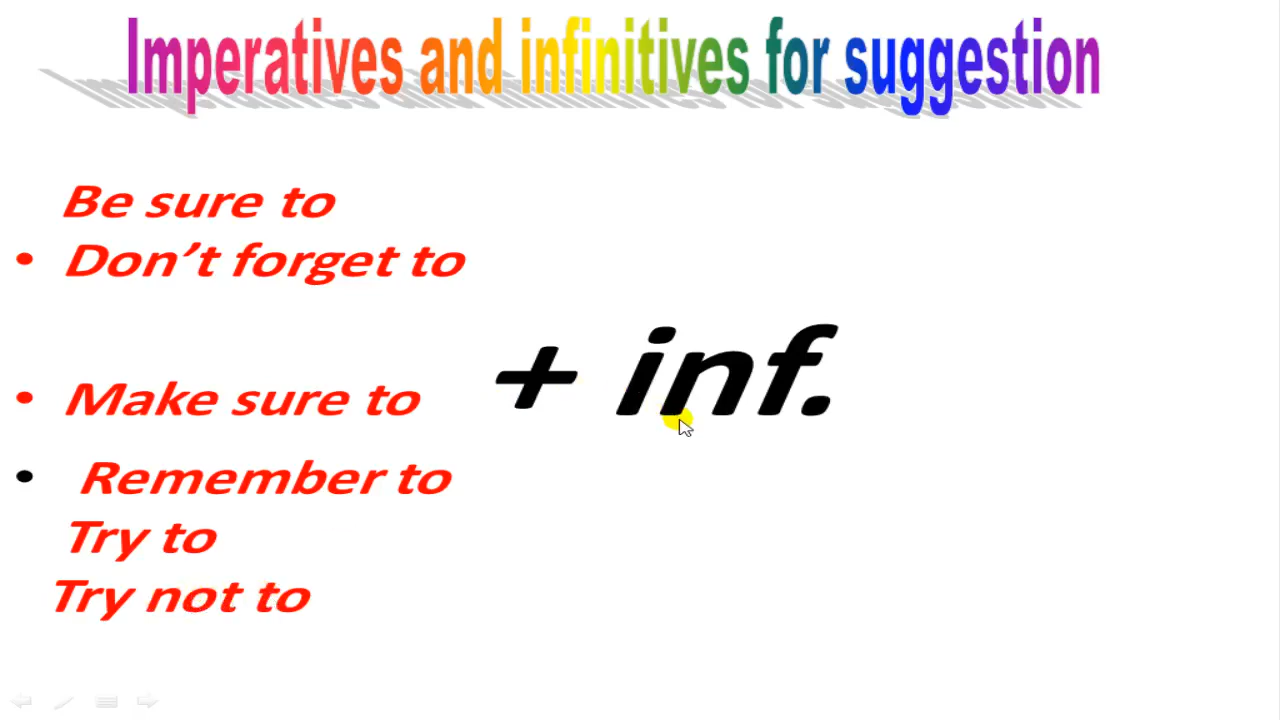 Imperatives and infinitives for suggestion
Be sure to
• Don’t forget to
+ inf.
• Make sure to
• Remember to
Try to
Try not to